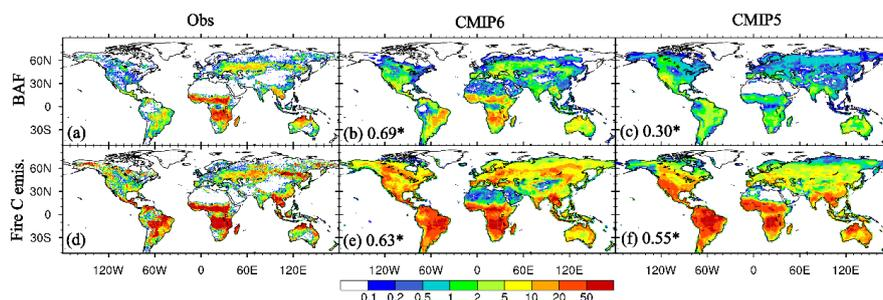 Obs CMIP6 CMIP5
BAF
60N
30N
0
30S
(a) (b) 0.69* (c) 0.30*
Fire C emis.
60N
30N
0
30S
(d) (e) 0.63* (f) 0.55*
120W 60W 0 60E 120E 120W 60W 0 60E 120E 120W 60W 0 60E 120E
0.1 0.2 0.5 1 2 5 10 20 50